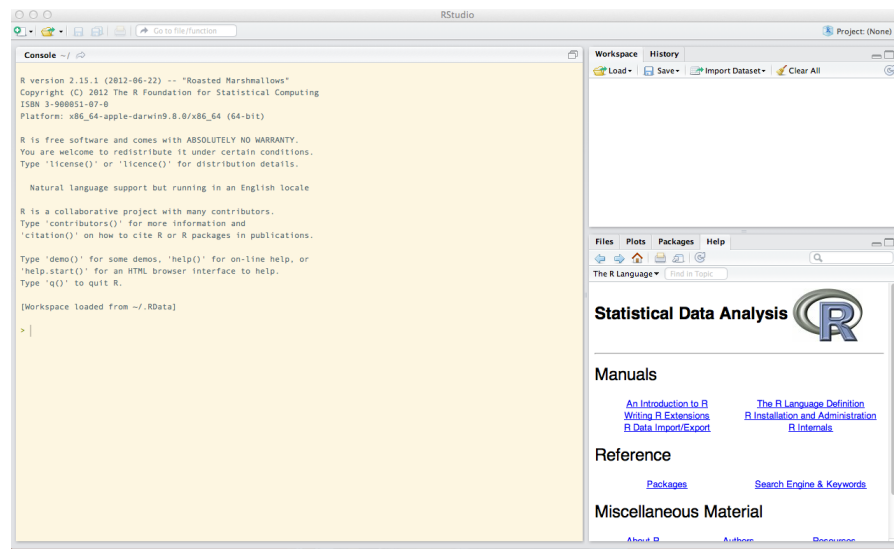 RStudio
Go to file/function
Project: (None)
Console ~/
R version 2.15.1 (2012-06-22) -- "Roasted Marshmallows"
Copyright (C) 2012 The R Foundation for Statistical Computing
ISBN 3-900051-07-0
Platform: x86_64-apple-darwin9.8.0/x86_64 (64-bit)
R is free software and comes with ABSOLUTELY NO WARRANTY.
You are welcome to redistribute it under certain conditions.
Type 'license()' or 'licence()' for distribution details.
Natural language support but running in an English locale
R is a collaborative project with many contributors.
Type 'contributors()' for more information and
'citation()' on how to cite R or R packages in publications.
Type 'demo()' for some demos, 'help()' for on-line help, or
'help.start()' for an HTML browser interface to help.
Type 'q()' to quit R.
[Workspace loaded from ~/.RData]
>
Workspace History
Load Save Import Dataset Clear All
Files Plots Packages Help
The R Language Find in Topic
Statistical Data Analysis R
Manuals
An Introduction to R The R Language Definition
Writing R Extensions R Installation and Administration
R Data Import/Export R Internals
Reference
Packages Search Engine & Keywords
Miscellaneous Material
About R Authors Resources